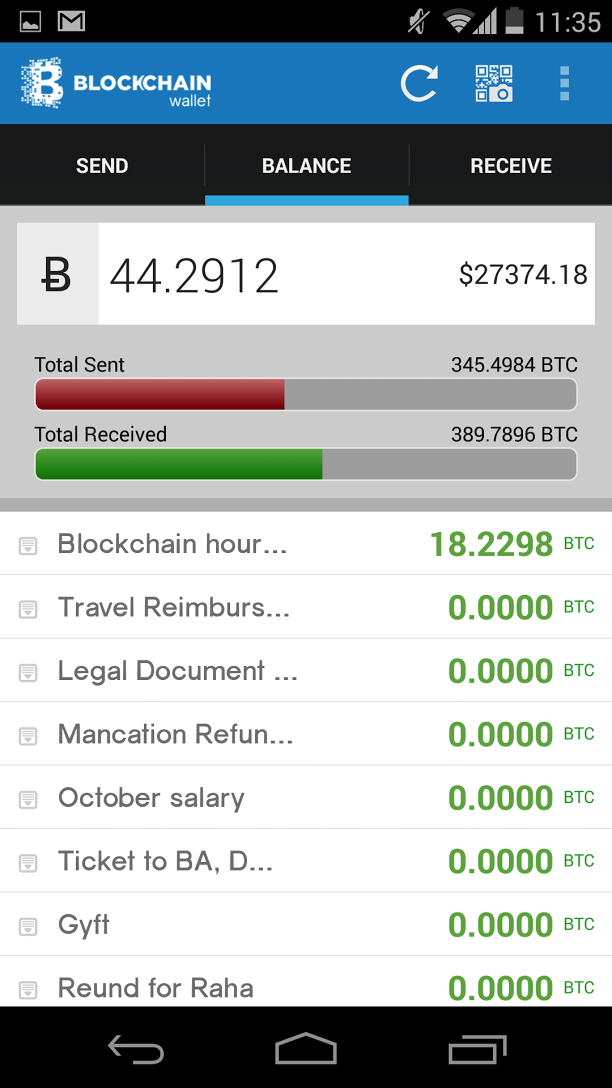 11:35
BLOCKCHAIN
wallet
SEND BALANCE RECEIVE
Ƀ 44.2912 $27374.18
Total Sent 345.4984 BTC
Total Received 389.7896 BTC
Blockchain hour... 18.2298 BTC
Travel Reimburs... 0.0000 BTC
Legal Document ... 0.0000 BTC
Mancation Refun... 0.0000 BTC
October salary 0.0000 BTC
Ticket to BA, D... 0.0000 BTC
Gyft 0.0000 BTC
Reund for Raha 0.0000 BTC